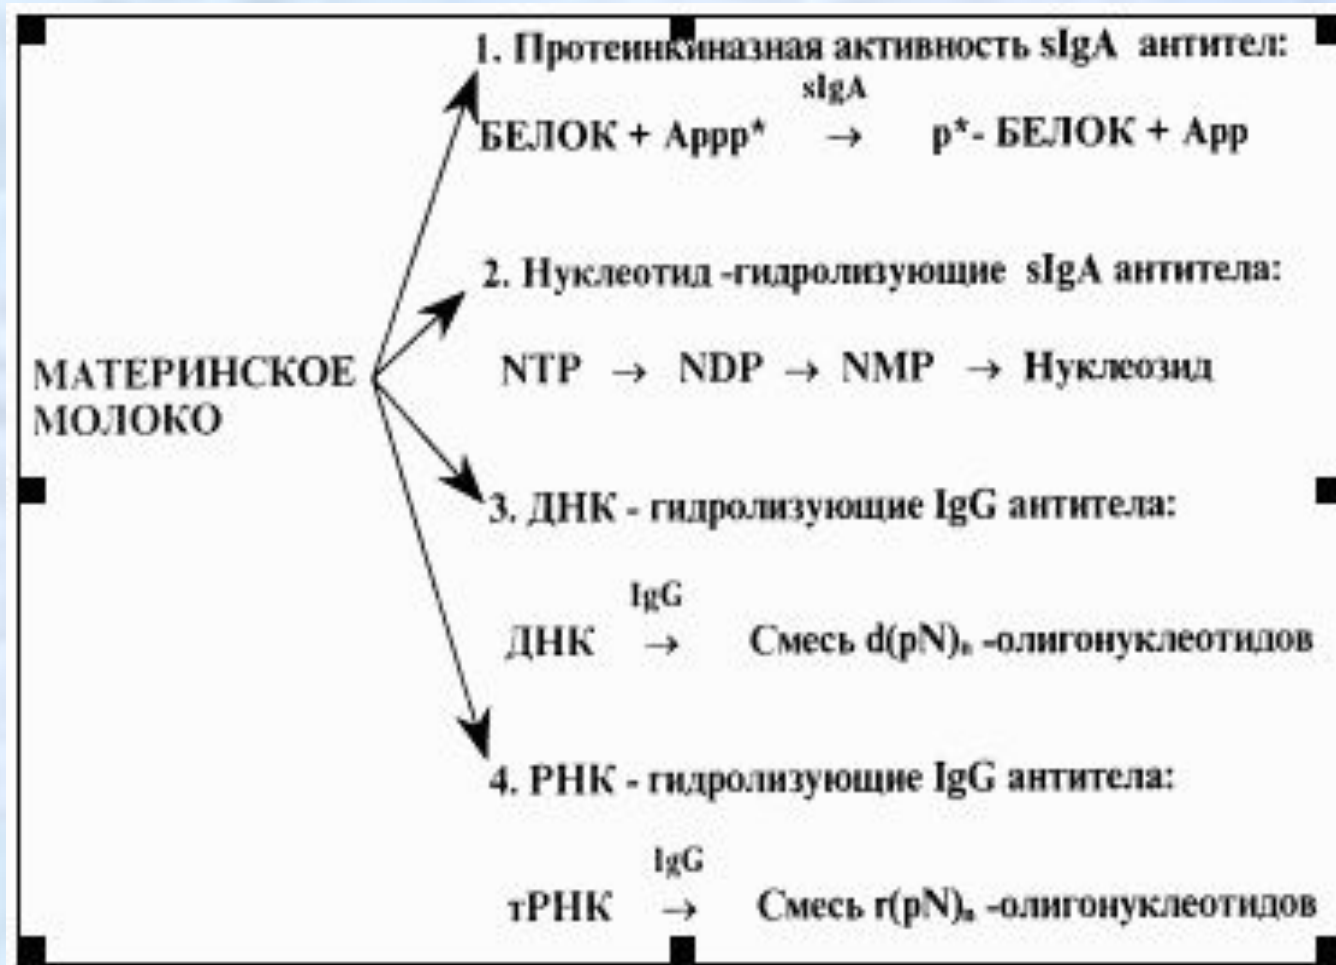 1. Протеинкиназная активность sIgA антител:
sIgA
БЕЛОК + Appp* → p*- БЕЛОК + App
2. Нуклеотид -гидролизующие sIgA антитела:
МАТЕРИНСКОЕ
МОЛОКО
NTP → NDP → NMP → Нуклеозид
3. ДНК - гидролизующие IgG антитела:
IgG
ДНК → Смесь d(pN)ₙ -олигонуклеотидов
4. РНК - гидролизующие IgG антитела:
IgG
тРНК → Смесь r(pN)ₙ -олигонуклеотидов